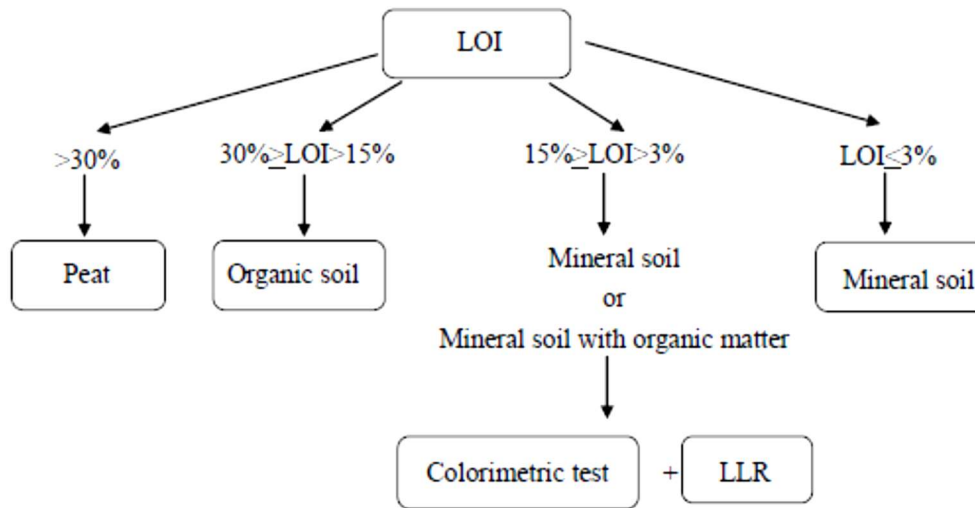 LOI
>30%
30%≥LOI>15%
15%≥LOI>3%
LOI≤3%
Peat
Organic soil
Mineral soil
or
Mineral soil with organic matter
Mineral soil
Colorimetric test
+
LLR